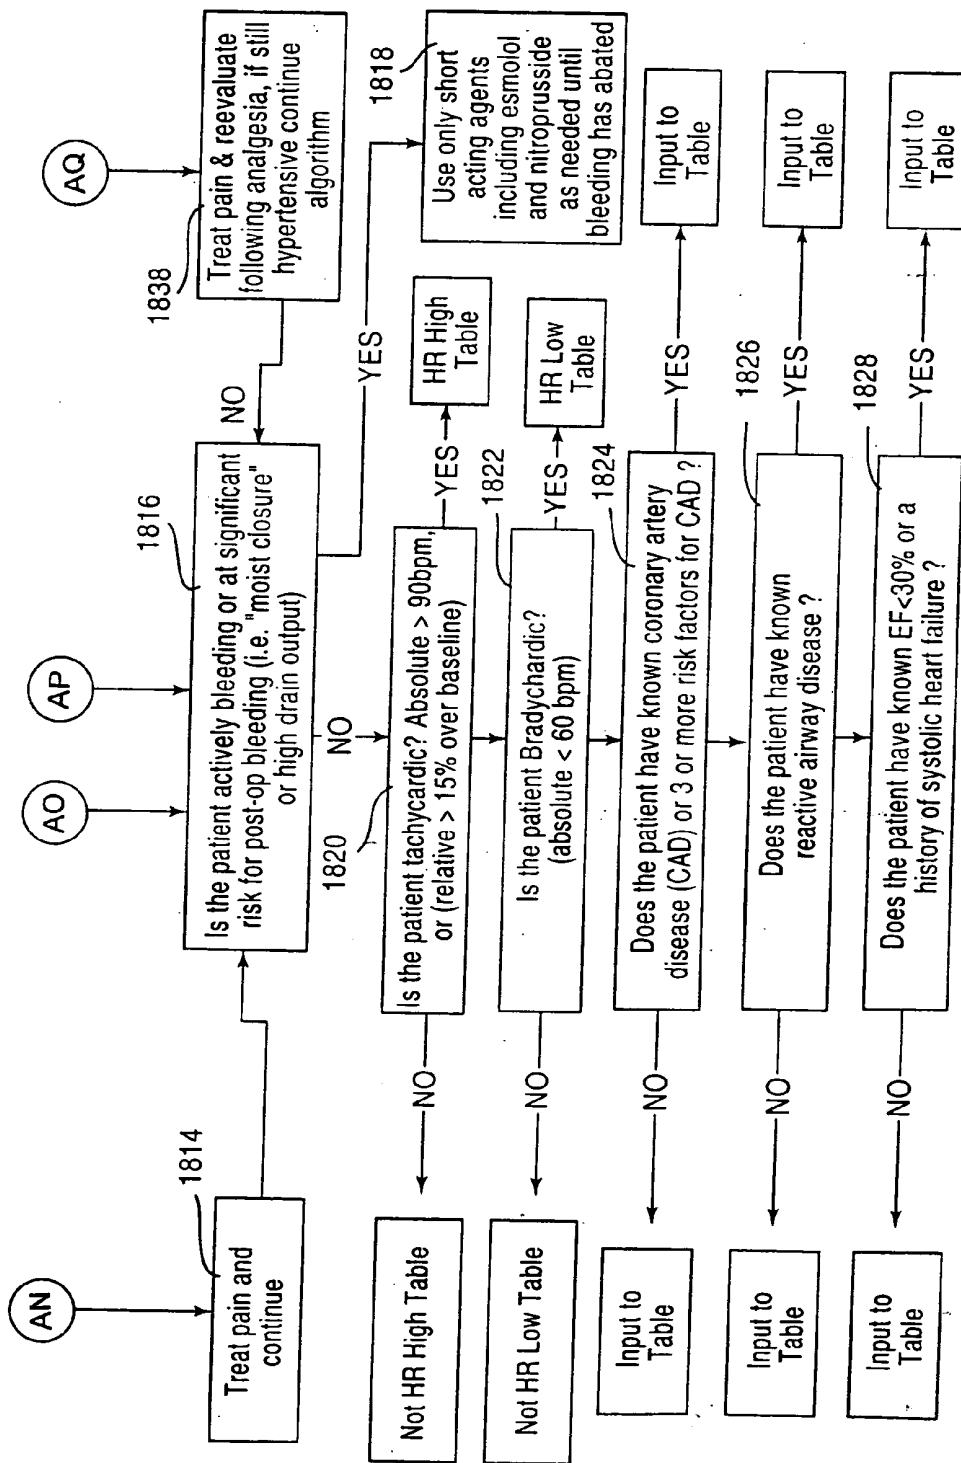 AN
AO
AP
AQ
1814
Treat pain and
continue
1816
Is the patient actively bleeding or at significant
risk for post-op bleeding (i.e. "moist closure"
or high drain output)
1838
Treat pain & reevaluate
following analgesia, if still
hypertensive continue
algorithm
NO
YES
1818
Use only short
acting agents
including esmolol
and nitroprusside
as needed until
bleeding has abated
NO
1820
Is the patient tachycardic? Absolute > 90bpm,
or (relative > 15% over baseline)
NO
Not HR High Table
YES
HR High
Table
1822
Is the patient Bradychardic?
(absolute < 60 bpm)
NO
Not HR Low Table
YES
HR Low
Table
1824
Does the patient have known coronary artery
disease (CAD) or 3 or more risk factors for CAD ?
NO
Input to
Table
YES
Input to
Table
1826
Does the patient have known
reactive airway disease ?
NO
Input to
Table
YES
Input to
Table
1828
Does the patient have known EF<30% or a
history of systolic heart failure ?
NO
Input to
Table
YES
Input to
Table